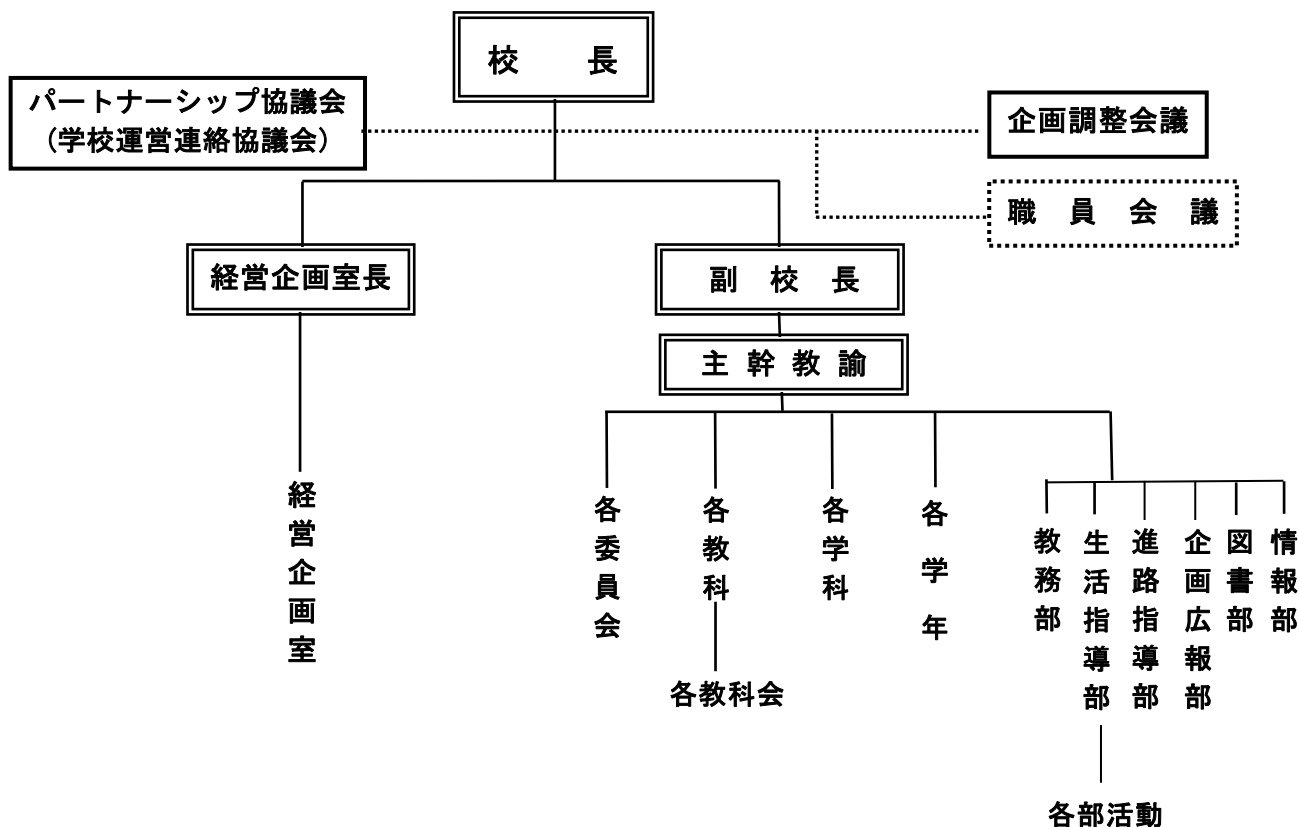 校　　長
パートナーシップ協議会
（学校運営連絡協議会）
企画調整会議
職　員　会　議
経営企画室長
副　校　長
主 幹 教 諭
経営企画室
各委員会
各教科
各学科
各学年
教務部
生活指導部
進路指導部
企画広報部
図書部
情報部
各教科会
各部活動